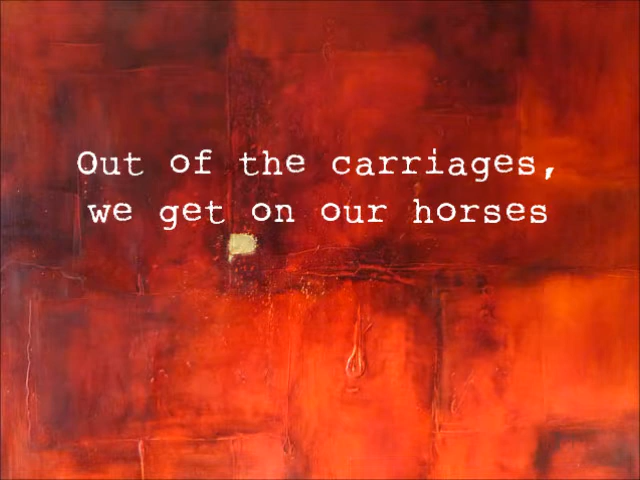 Out of the carriages,
we get on our horses